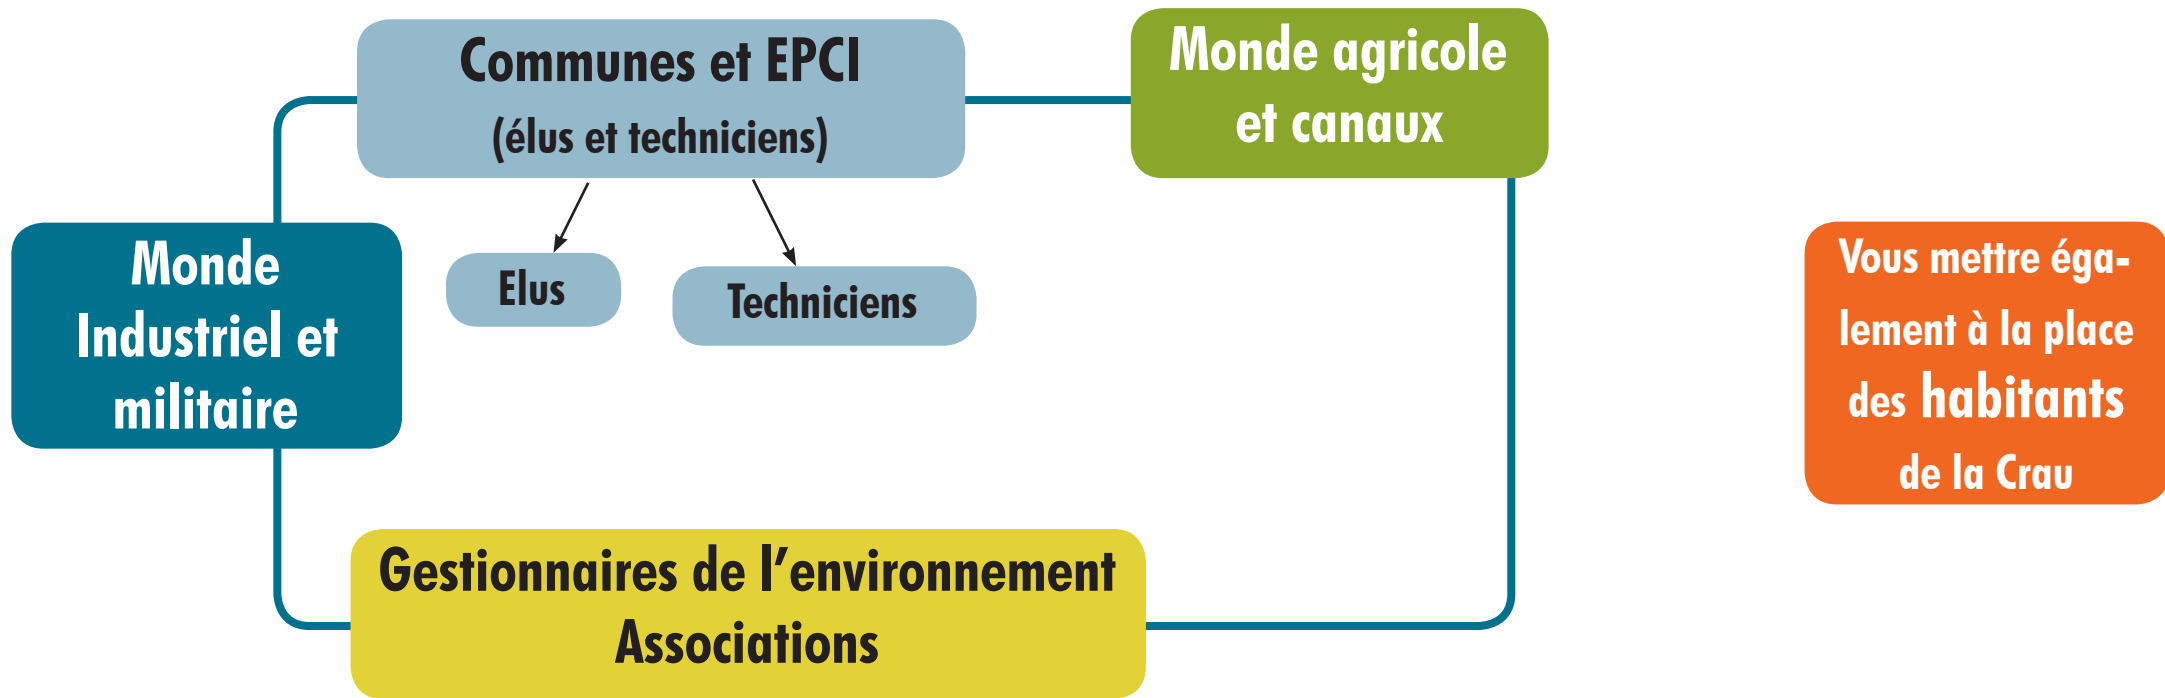 Communes et EPCI
(élus et techniciens)
Monde agricole
et canaux
Monde
Industriel et
militaire
Elus
Techniciens
Vous mettre éga-
lement à la place
des habitants
de la Crau
Gestionnaires de l’environnement
Associations